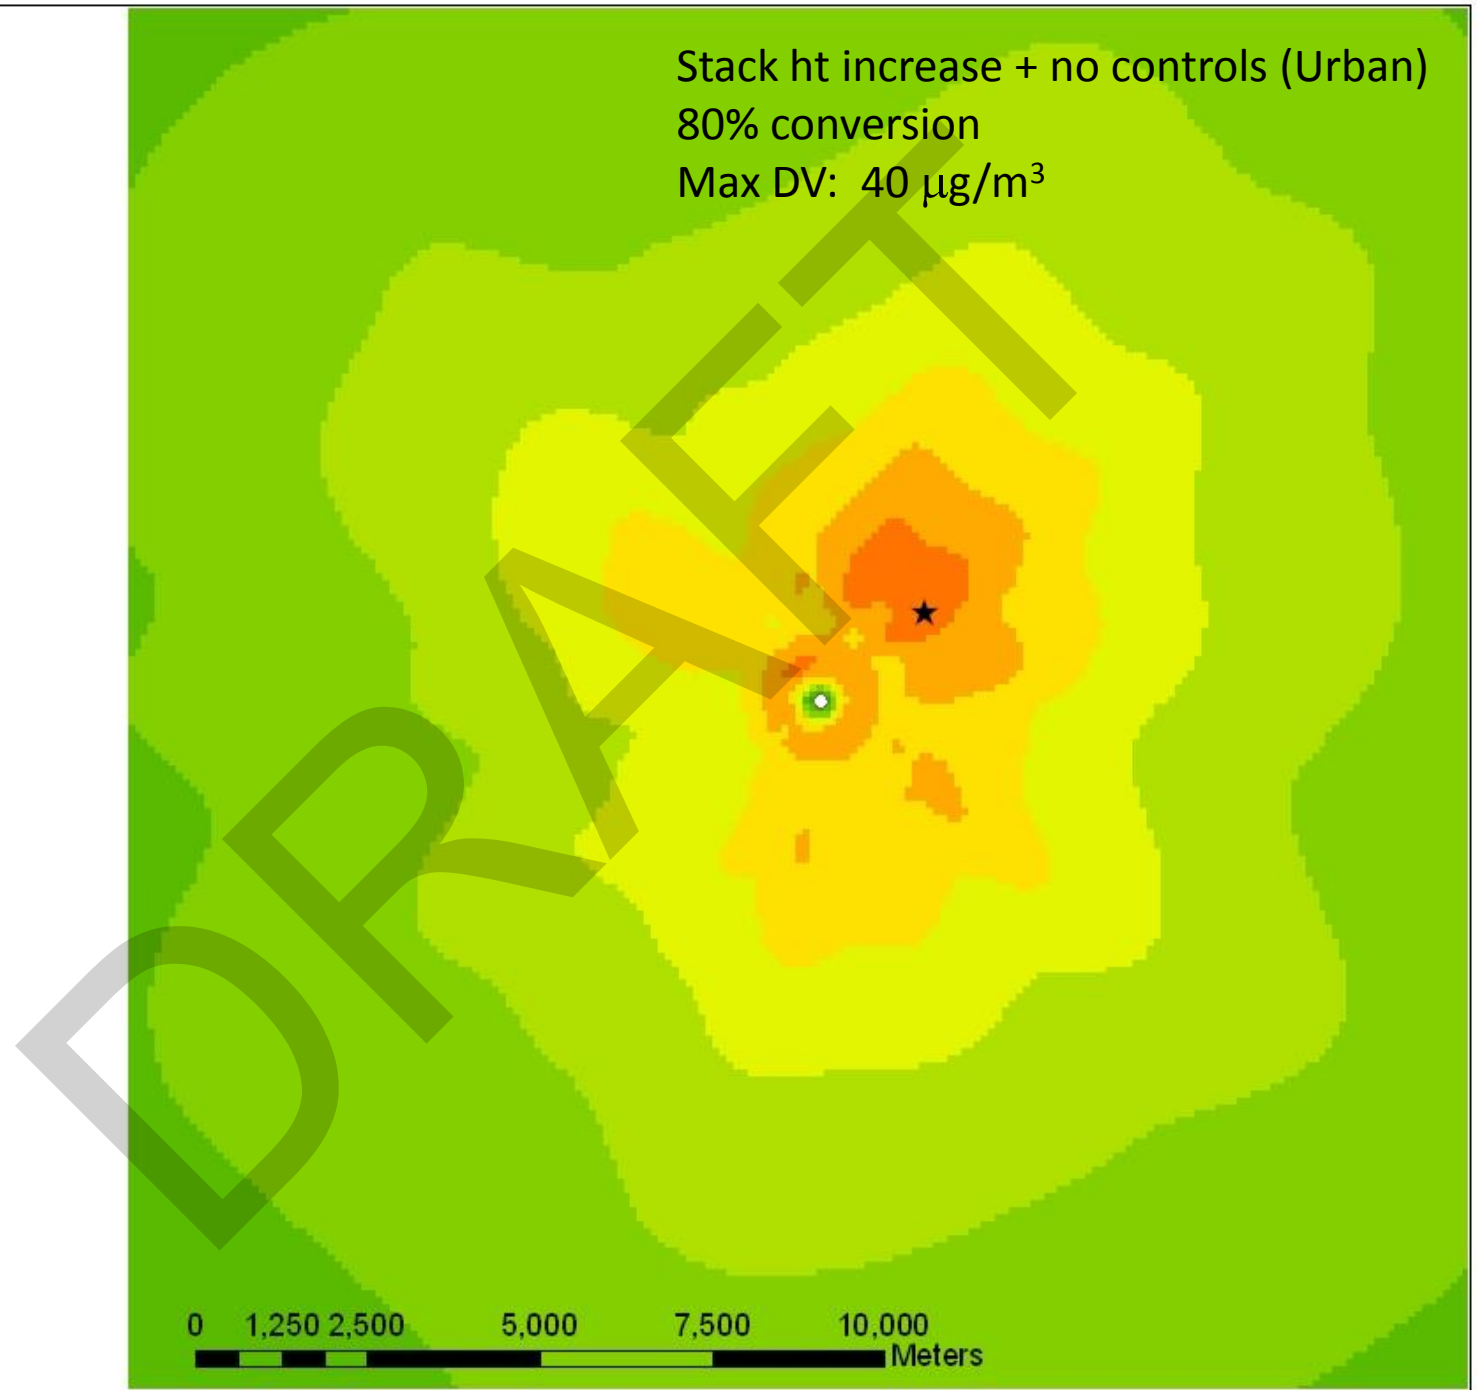 Stack ht increase + no controls (Urban)
80% conversion
Max DV: 40 μg/m³
DRAFT
0 1,250 2,500 5,000 7,500 10,000
Meters